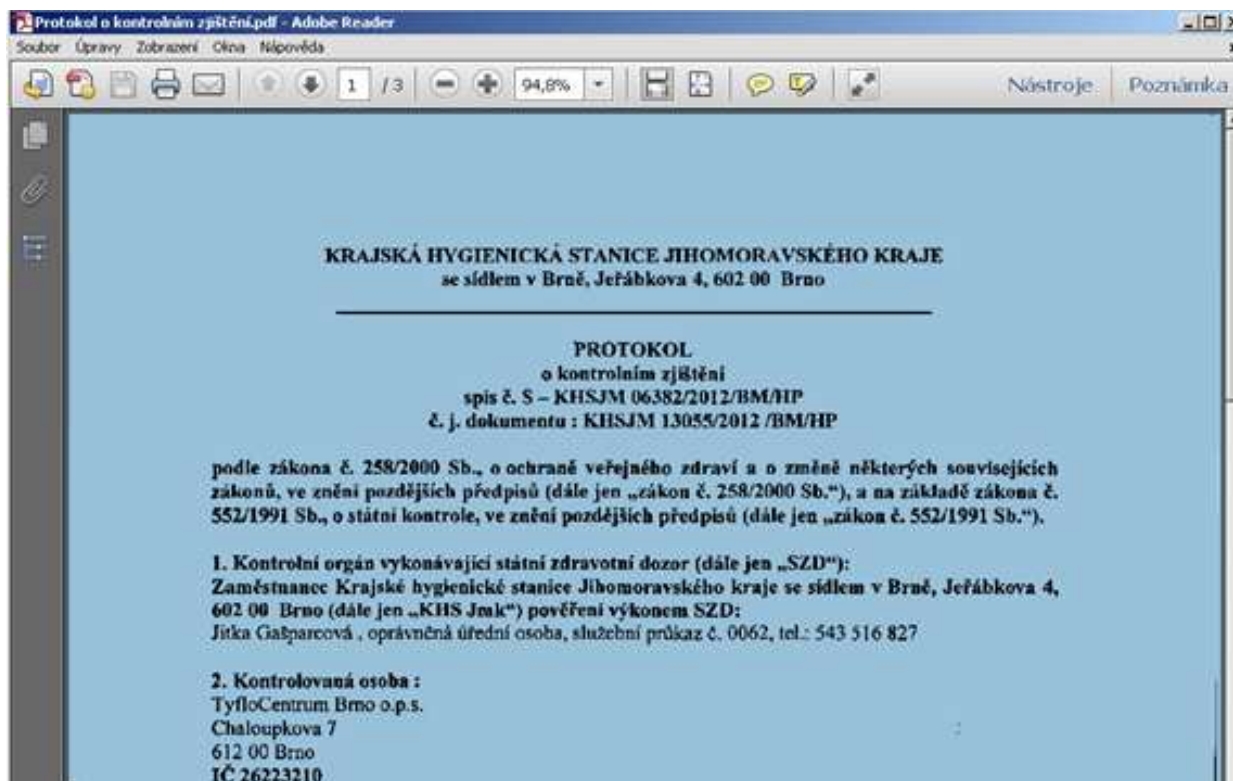 Protokol o kontrolním zjištění.pdf - Adobe Reader
Soubor Úpravy Zobrazení Okna Nápověda
1 / 3 94,8% Nástroje Poznámka
KRAJSKÁ HYGIENICKÁ STANICE JIHOMORAVSKÉHO KRAJE
se sídlem v Brně, Jeřábkova 4, 602 00 Brno
PROTOKOL
o kontrolním zjištění
spis č. S – KHSJM 06382/2012/BM/HP
č. j. dokumentu : KHSJM 13055/2012 /BM/HP
podle zákona č. 258/2000 Sb., o ochraně veřejného zdraví a o změně některých souvisejících
zákonů, ve znění pozdějších předpisů (dále jen „zákon č. 258/2000 Sb.“), a na základě zákona č.
552/1991 Sb., o státní kontrole, ve znění pozdějších předpisů (dále jen „zákon č. 552/1991 Sb.“).
1. Kontrolní orgán vykonávající státní zdravotní dozor (dále jen „SZD“):
Zaměstnanec Krajské hygienické stanice Jihomoravského kraje se sídlem v Brně, Jeřábkova 4,
602 00 Brno (dále jen „KHS Jmk“) pověření výkonem SZD:
Jitka Gašparcová , oprávněná úřední osoba, služební průkaz č. 0062, tel.: 543 516 827
2. Kontrolovaná osoba :
TyfloCentrum Brno o.p.s.
Chaloupkova 7
612 00 Brno
IČ 26223210